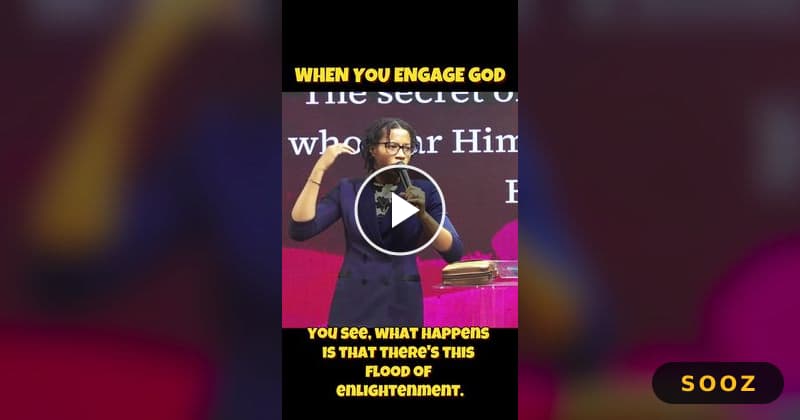 WHEN YOU ENGAGE GOD
The secret o
who ar Him
YOU see, WHAT HAPPENS
IS THAT THERE'S THIS
FLOOD OF
ENLIGHTENMENT.
SOOZ